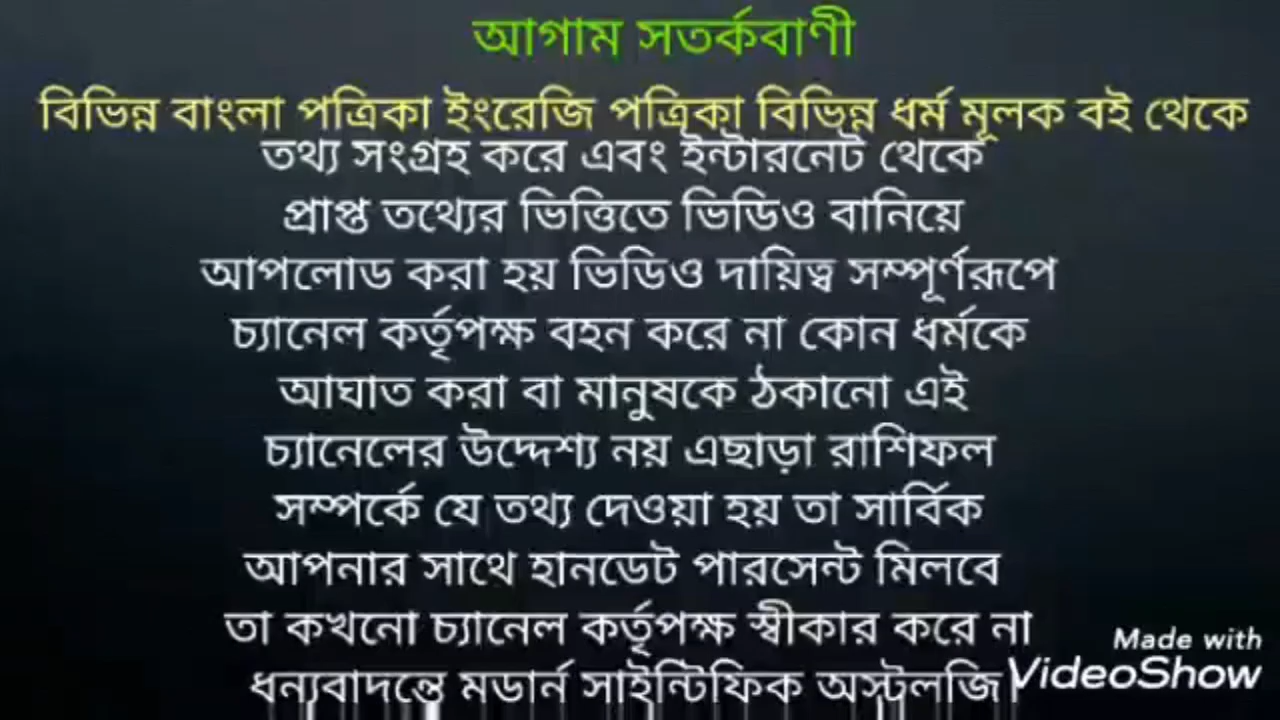 আগাম সতর্কবাণী
বিভিন্ন বাংলা পত্রিকা ইংরেজি পত্রিকা বিভিন্ন ধর্ম মূলক বই থেকে
তথ্য সংগ্রহ করে এবং ইন্টারনেট থেকে
প্রাপ্ত তথ্যের ভিত্তিতে ভিডিও বানিয়ে
আপলোড করা হয় ভিডিও দায়িত্ব সম্পূর্ণরূপে
চ্যানেল কর্তৃপক্ষ বহন করে না কোন ধর্মকে
আঘাত করা বা মানুষকে ঠকানো এই
চ্যানেলের উদ্দেশ্য নয় এছাড়া রাশিফল
সম্পর্কে যে তথ্য দেওয়া হয় তা সার্বিক
আপনার সাথে হানডেট পারসেন্ট মিলবে
তা কখনো চ্যানেল কর্তৃপক্ষ স্বীকার করে না
ধন্যবাদন্তে মডার্ন সাইন্টিফিক অস্ট্রলজি।
Made with
VideoShow